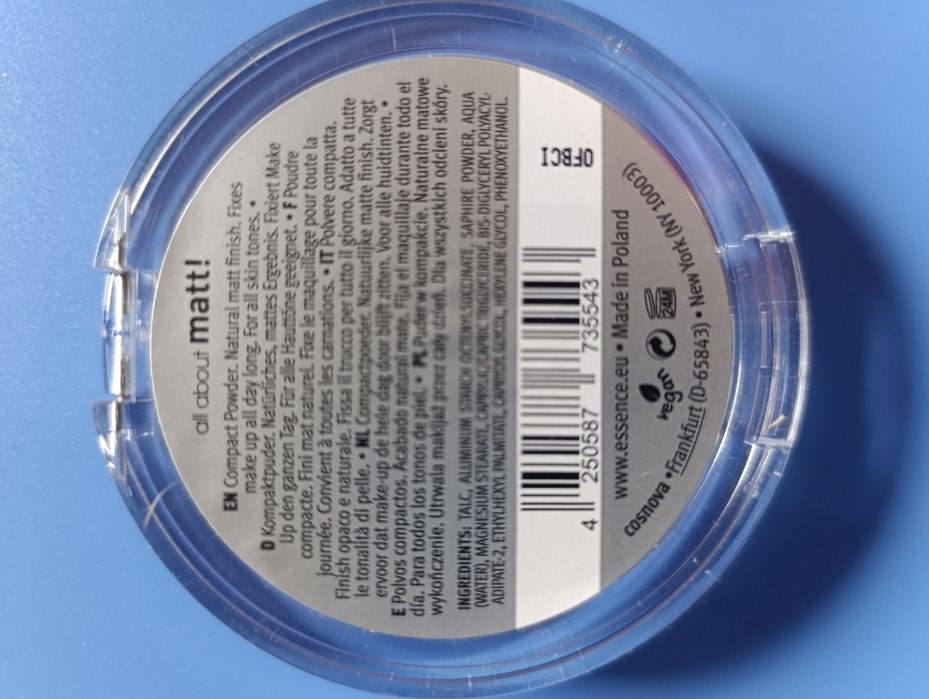 all about matt!
EN Compact Powder. Natural matt finish. Fixes
make up all day long. For all skin tones. •
D Kompaktpuder. Natürliches, mattes Ergebnis. Fixiert Make
Up den ganzen Tag. Für alle Hauttöne geeignet. • F Poudre
compacte. Fini mat naturel. Fixe le maquillage pour toute la
journée. Convient à toutes les carnations. • IT Polvere compatta.
Finish opaco e naturale. Fissa il trucco per tutto il giorno. Adatto a tutte
le tonalità di pelle. • NL Compactpoeder. Natuurlijke matte finish. Zorgt
ervoor dat make-up de hele dag door blijft zitten. Voor alle huidtinten. •
E Polvos compactos. Acabado natural mate. Fija el maquillaje durante todo el
día. Para todos los tonos de piel. • PL Puder w kompakcie. Naturalne matowe
wykończenie. Utrwala makijaż przez cały dzień. Dla wszystkich odcieni skóry.
INGREDIENTS: TALC, ALUMINUM STARCH OCTENYLSUCCINATE, SAPPHIRE POWDER, AQUA
(WATER), MAGNESIUM STEARATE, CAPRYLIC/CAPRIC TRIGLYCERIDE, BIS-DIGLYCERYL POLYACYL-
ADIPATE-2, ETHYLHEXYL PALMITATE, CAPRYLYL GLYCOL, HEXYLENE GLYCOL, PHENOXYETHANOL.
OFBCI
4 250587 735543
www.essence.eu • Made in Poland
vegan 24M
cosnova • Frankfurt (D-65843) • New York (NY 10003)